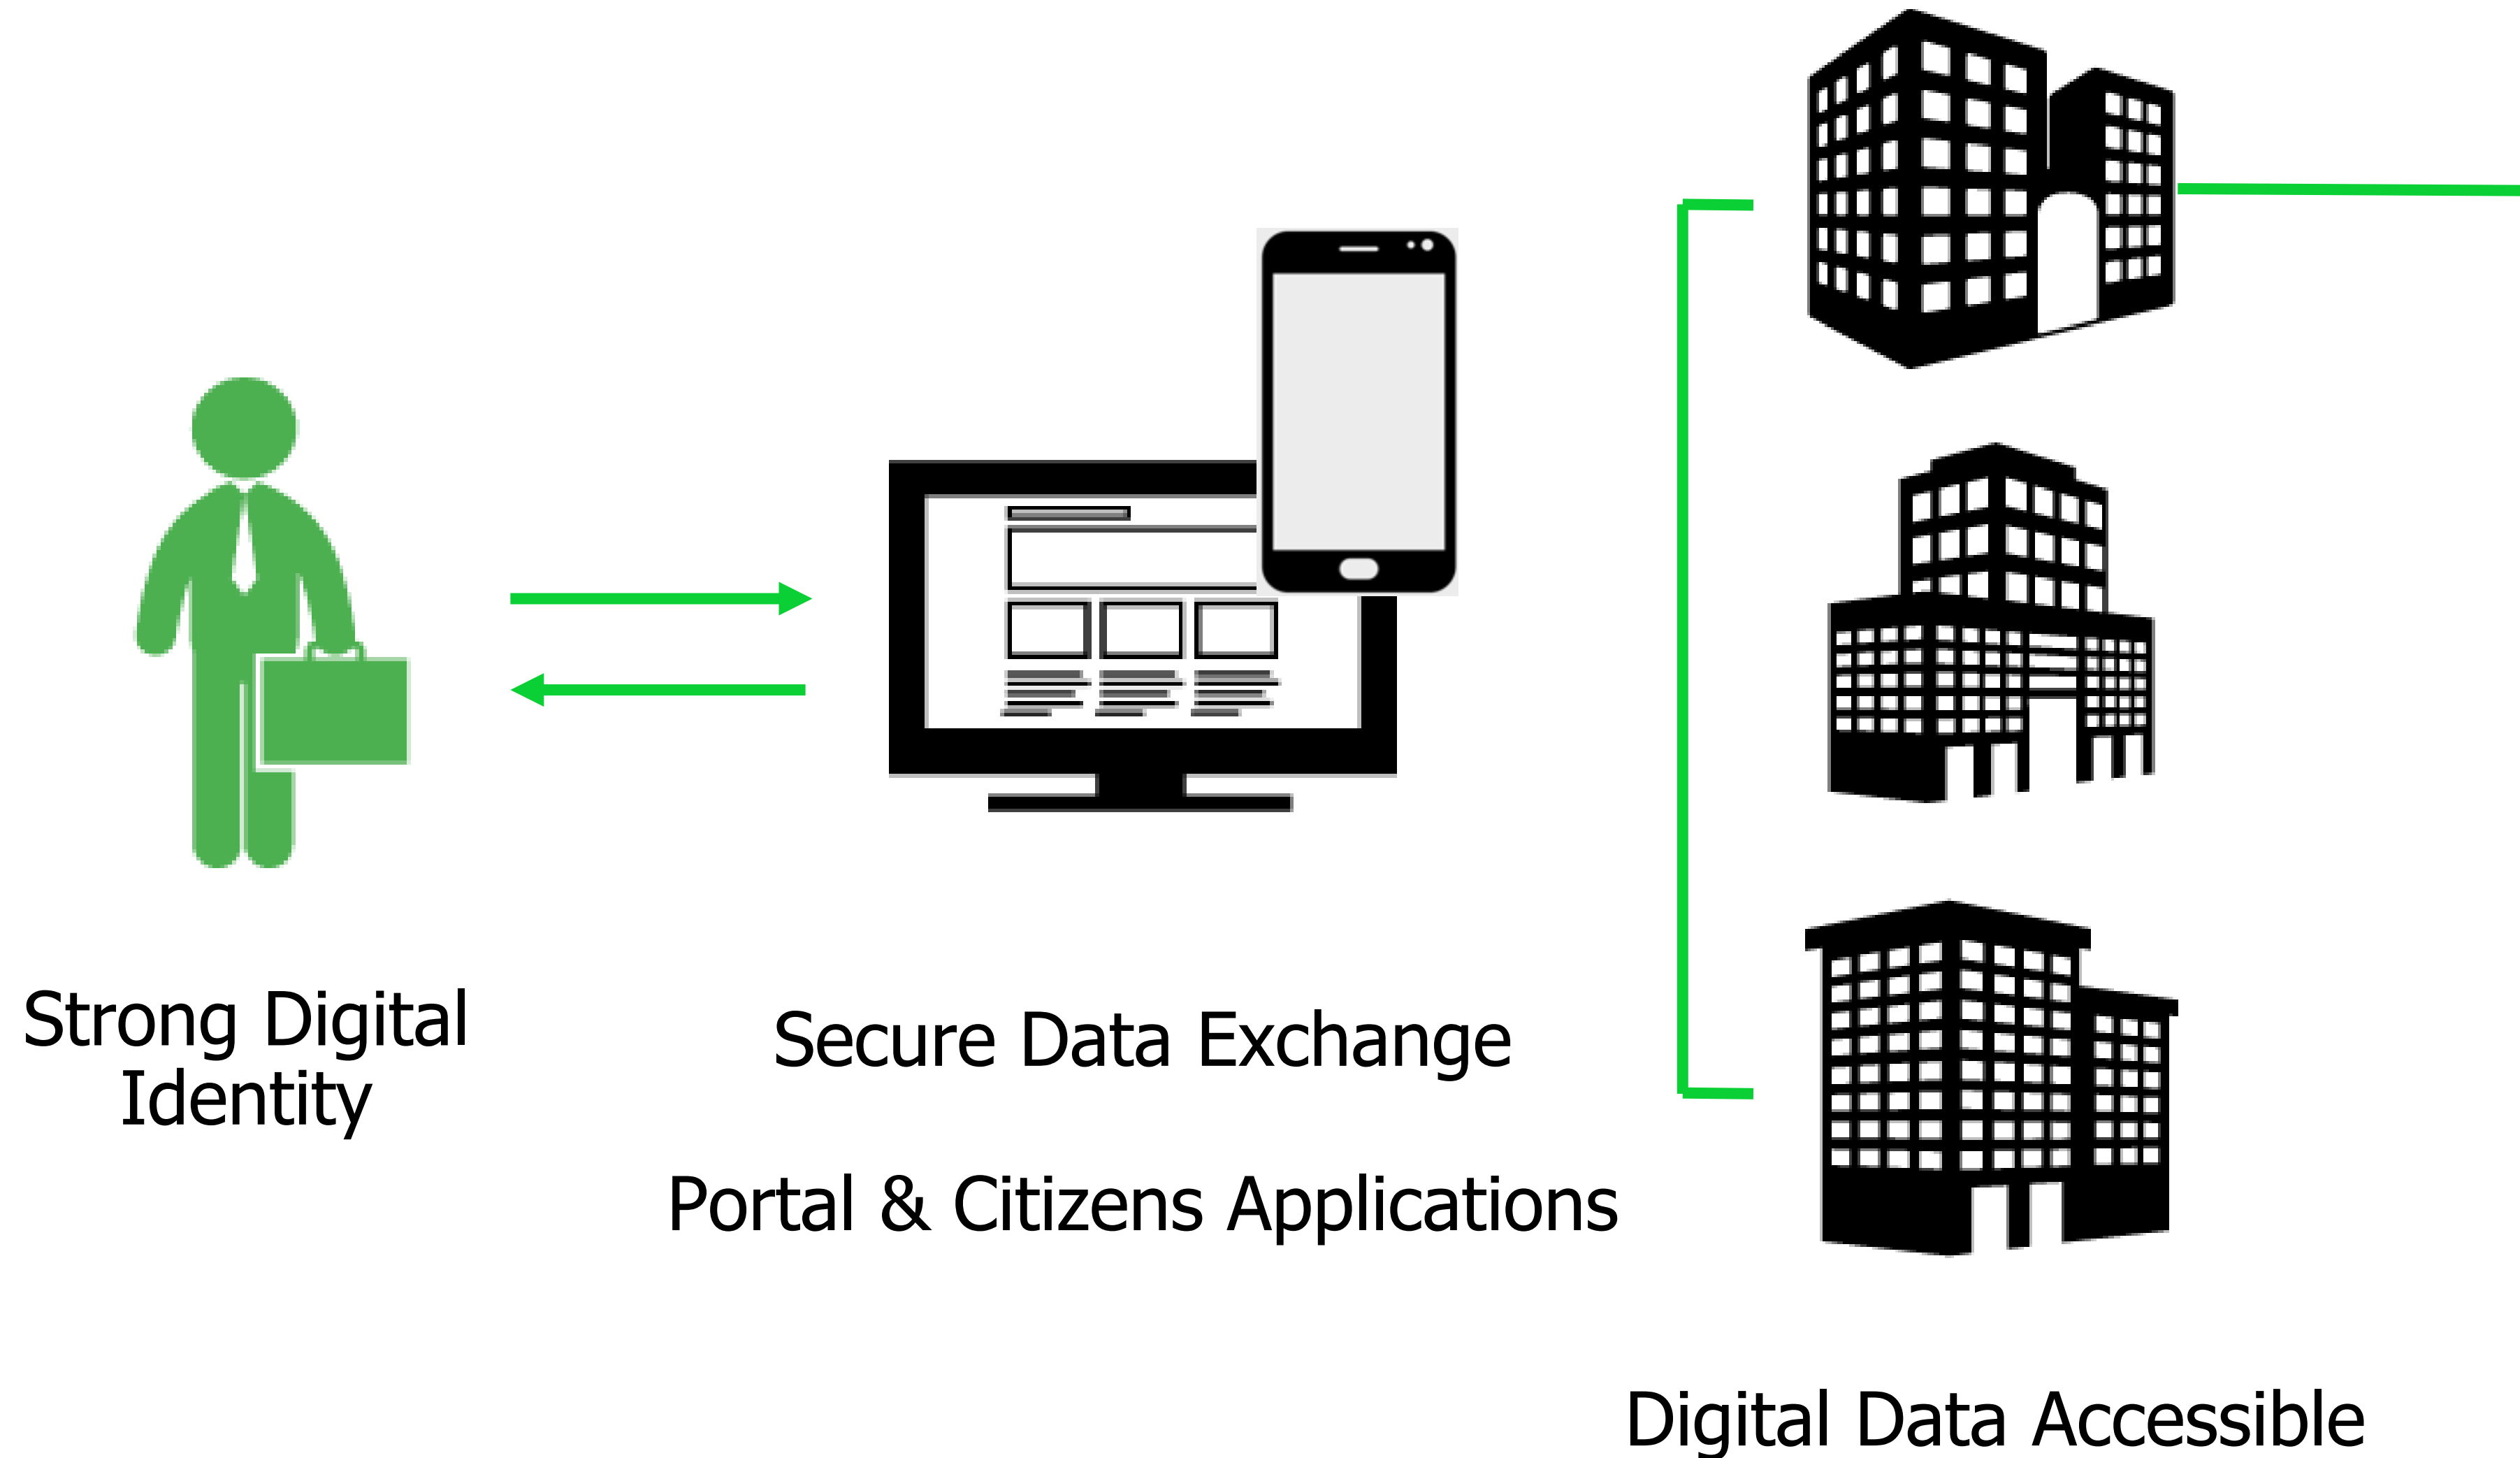 Strong Digital
Identity
Secure Data Exchange
Portal & Citizens Applications
Digital Data Accessible